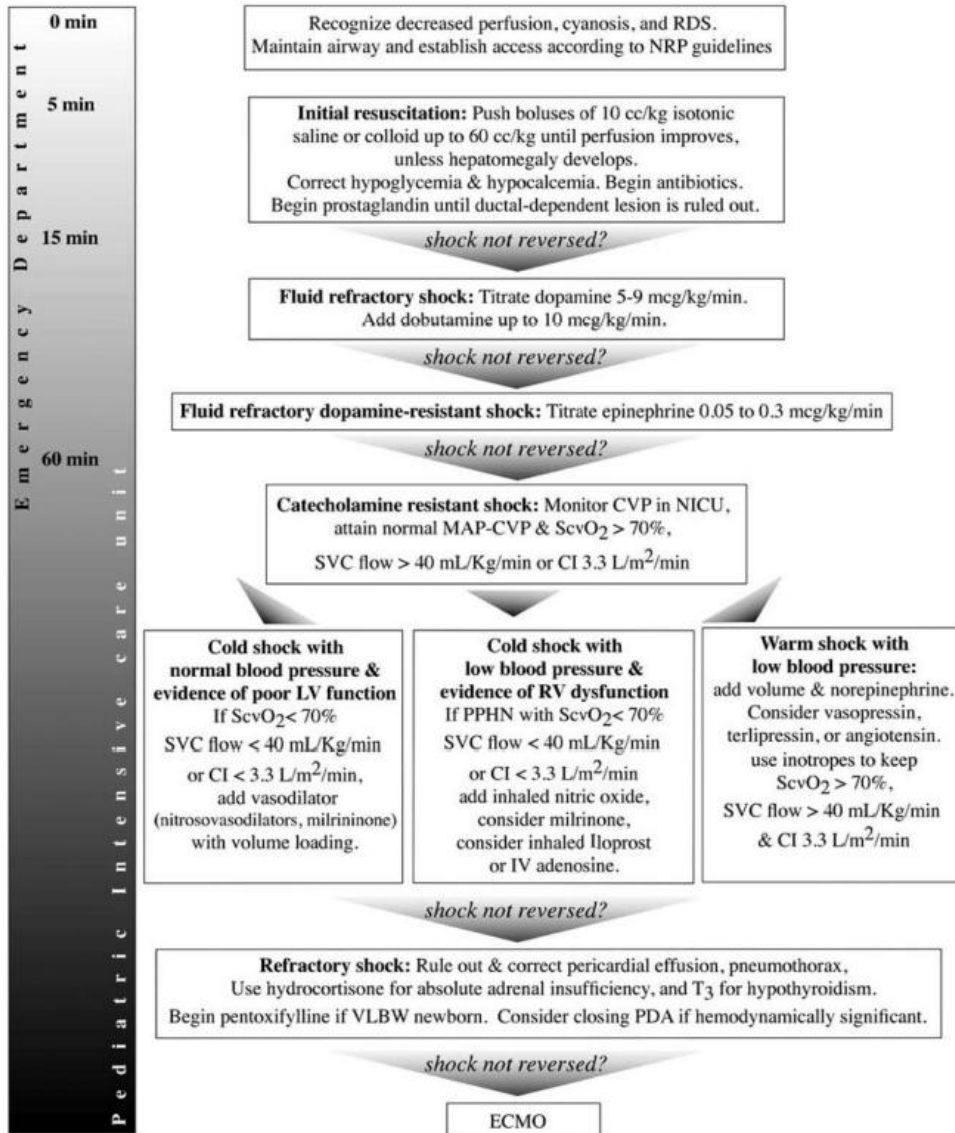 0 min
Recognize decreased perfusion, cyanosis, and RDS.
Maintain airway and establish access according to NRP guidelines
5 min
Initial resuscitation: Push boluses of 10 cc/kg isotonic
saline or colloid up to 60 cc/kg until perfusion improves,
unless hepatomegaly develops.
Correct hypoglycemia & hypocalcemia. Begin antibiotics.
Begin prostaglandin until ductal-dependent lesion is ruled out.
15 min
shock not reversed?
Fluid refractory shock: Titrate dopamine 5-9 mcg/kg/min.
Add dobutamine up to 10 mcg/kg/min.
shock not reversed?
Fluid refractory dopamine-resistant shock: Titrate epinephrine 0.05 to 0.3 mcg/kg/min
shock not reversed?
60 min
Emergency Department
Catecholamine resistant shock: Monitor CVP in NICU,
attain normal MAP-CVP & ScvO2 > 70%,
SVC flow > 40 mL/Kg/min or CI 3.3 L/m2/min
Cold shock with
normal blood pressure &
evidence of poor LV function
If ScvO2< 70%
SVC flow < 40 mL/Kg/min
or CI < 3.3 L/m2/min,
add vasodilator
(nitrosovasodilators, milrininone)
with volume loading.
Cold shock with
low blood pressure &
evidence of RV dysfunction
If PPHN with ScvO2< 70%
SVC flow < 40 mL/Kg/min
or CI < 3.3 L/m2/min
add inhaled nitric oxide,
consider milrinone,
consider inhaled Iloprost
or IV adenosine.
Warm shock with
low blood pressure:
add volume & norepinephrine.
Consider vasopressin,
terlipressin, or angiotensin.
use inotropes to keep
ScvO2 > 70%,
SVC flow > 40 mL/Kg/min
& CI 3.3 L/m2/min
shock not reversed?
Refractory shock: Rule out & correct pericardial effusion, pneumothorax,
Use hydrocortisone for absolute adrenal insufficiency, and T3 for hypothyroidism.
Begin pentoxifylline if VLBW newborn. Consider closing PDA if hemodynamically significant.
shock not reversed?
ECMO
Pediatric Intensive care unit